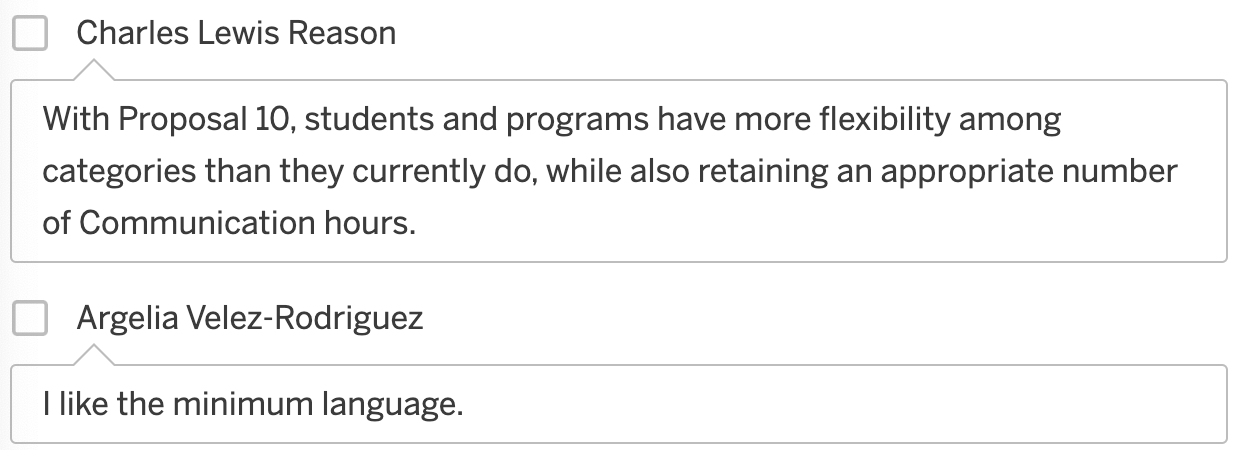 Charles Lewis Reason
With Proposal 10, students and programs have more flexibility among
categories than they currently do, while also retaining an appropriate number
of Communication hours.
Argelia Velez-Rodriguez
I like the minimum language.